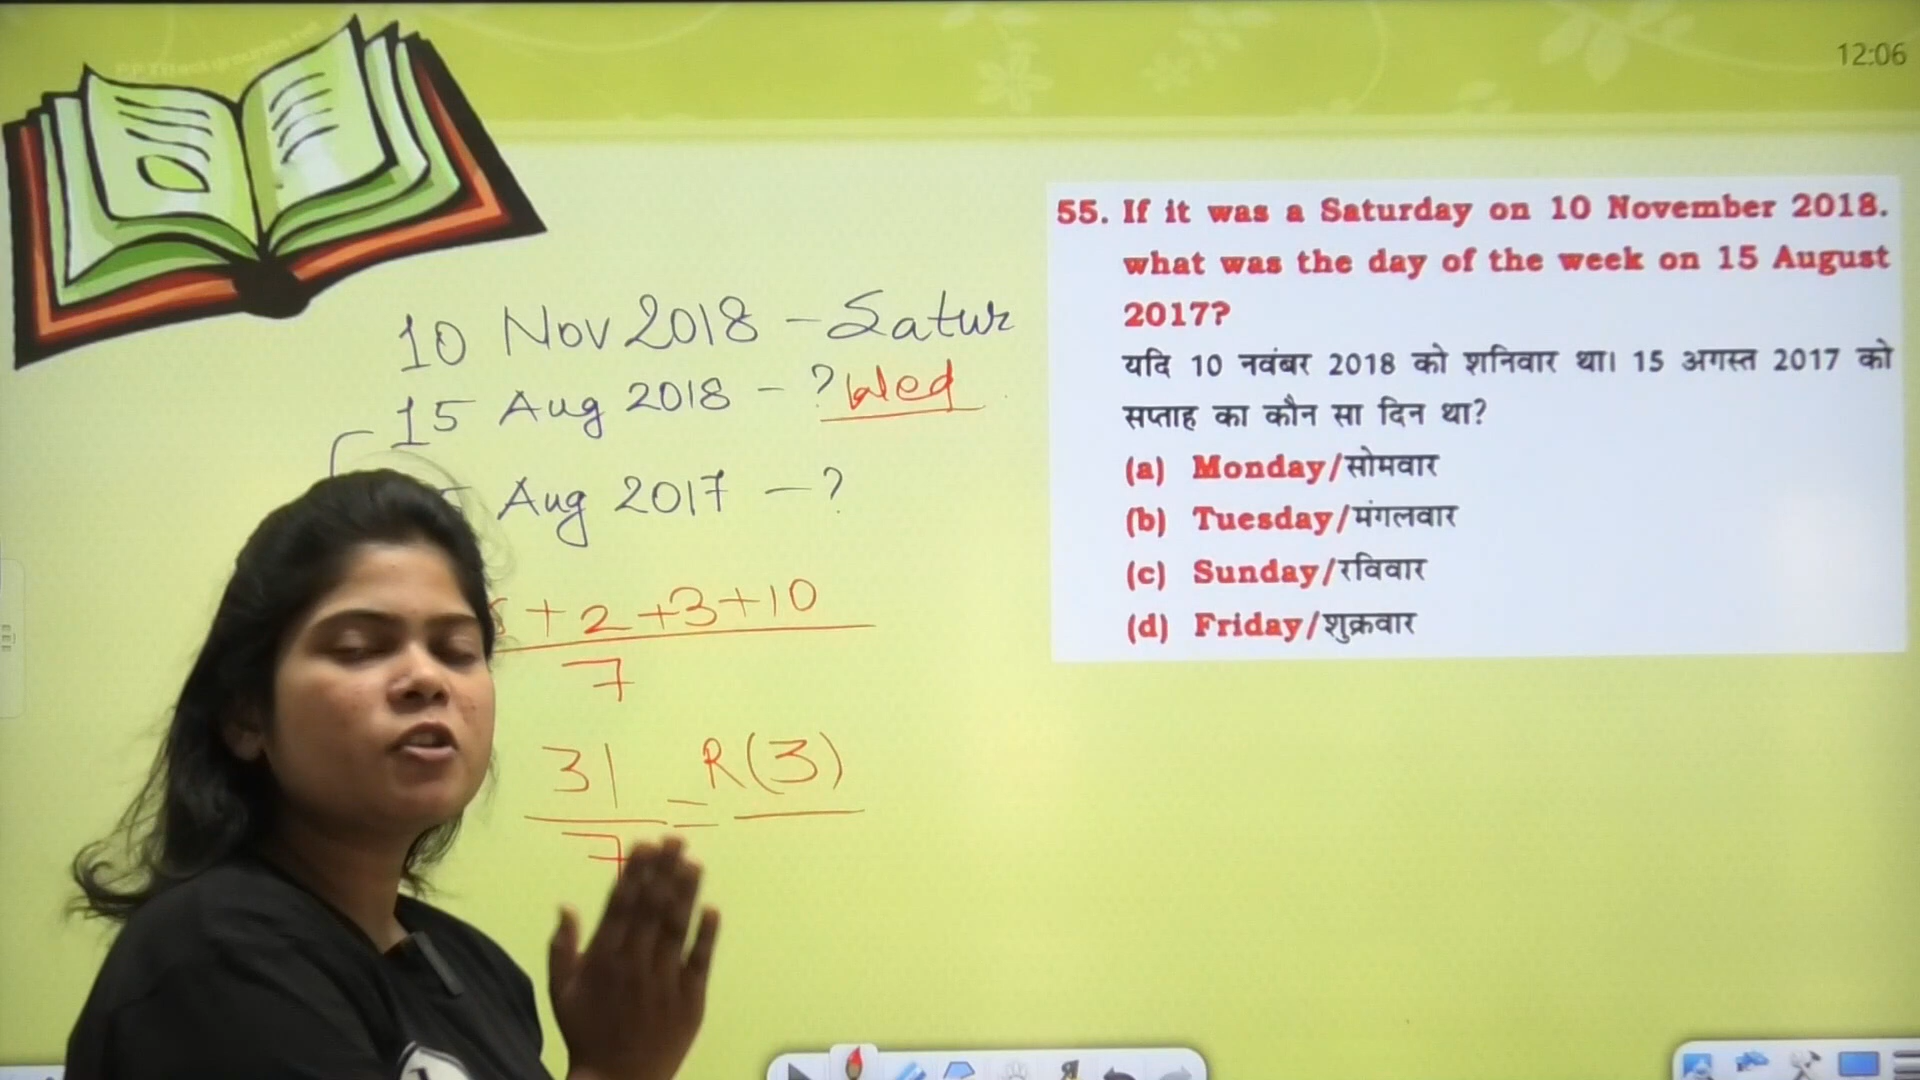 12:06
55. If it was a Saturday on 10 November 2018.
what was the day of the week on 15 August
2017?
यदि 10 नवंबर 2018 को शनिवार था। 15 अगस्त 2017 को
सप्ताह का कौन सा दिन था?
(a) Monday/सोमवार
(b) Tuesday/मंगलवार
(c) Sunday/रविवार
(d) Friday/शुक्रवार
10 Nov 2018 - Satur
15 Aug 2018 - ? Wed
Aug 2017 - ?
+ 2 + 3 + 10
7
31 = R(3)
7